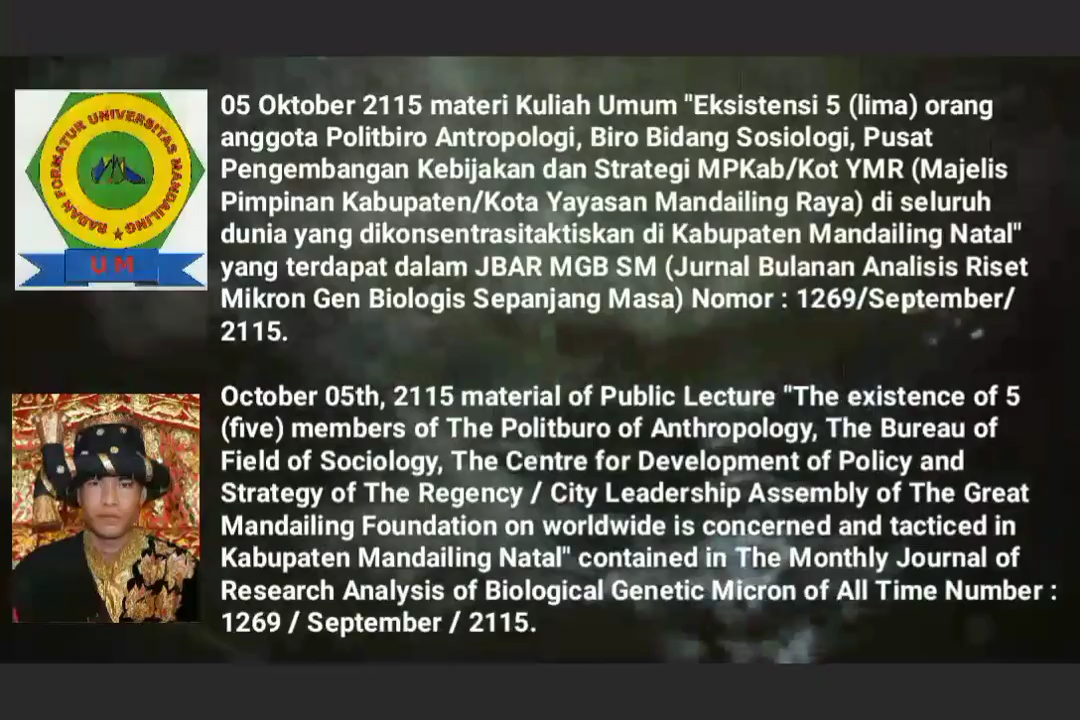 BADAN FORMATUR UNIVERSITAS MANDAILING
UM
05 Oktober 2115 materi Kuliah Umum "Eksistensi 5 (lima) orang
anggota Politbiro Antropologi, Biro Bidang Sosiologi, Pusat
Pengembangan Kebijakan dan Strategi MPKab/Kot YMR (Majelis
Pimpinan Kabupaten/Kota Yayasan Mandailing Raya) di seluruh
dunia yang dikonsentrasitaktiskan di Kabupaten Mandailing Natal"
yang terdapat dalam JBAR MGB SM (Jurnal Bulanan Analisis Riset
Mikron Gen Biologis Sepanjang Masa) Nomor : 1269/September/
2115.
October 05th, 2115 material of Public Lecture "The existence of 5
(five) members of The Politburo of Anthropology, The Bureau of
Field of Sociology, The Centre for Development of Policy and
Strategy of The Regency / City Leadership Assembly of The Great
Mandailing Foundation on worldwide is concerned and tacticed in
Kabupaten Mandailing Natal" contained in The Monthly Journal of
Research Analysis of Biological Genetic Micron of All Time Number :
1269 / September / 2115.